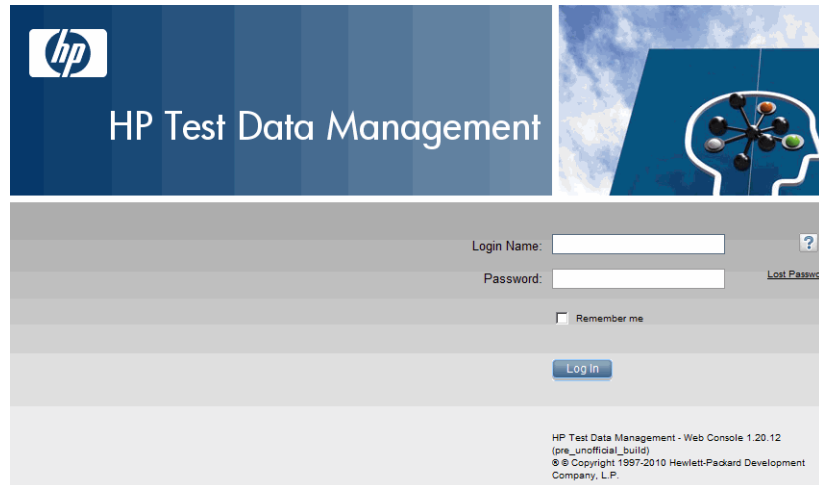 hp
HP Test Data Management
Login Name:
?
Password:
Lost Passwo
Remember me
Log In
HP Test Data Management - Web Console 1.20.12
(pre_unofficial_build)
® © Copyright 1997-2010 Hewlett-Packard Development
Company, L.P.